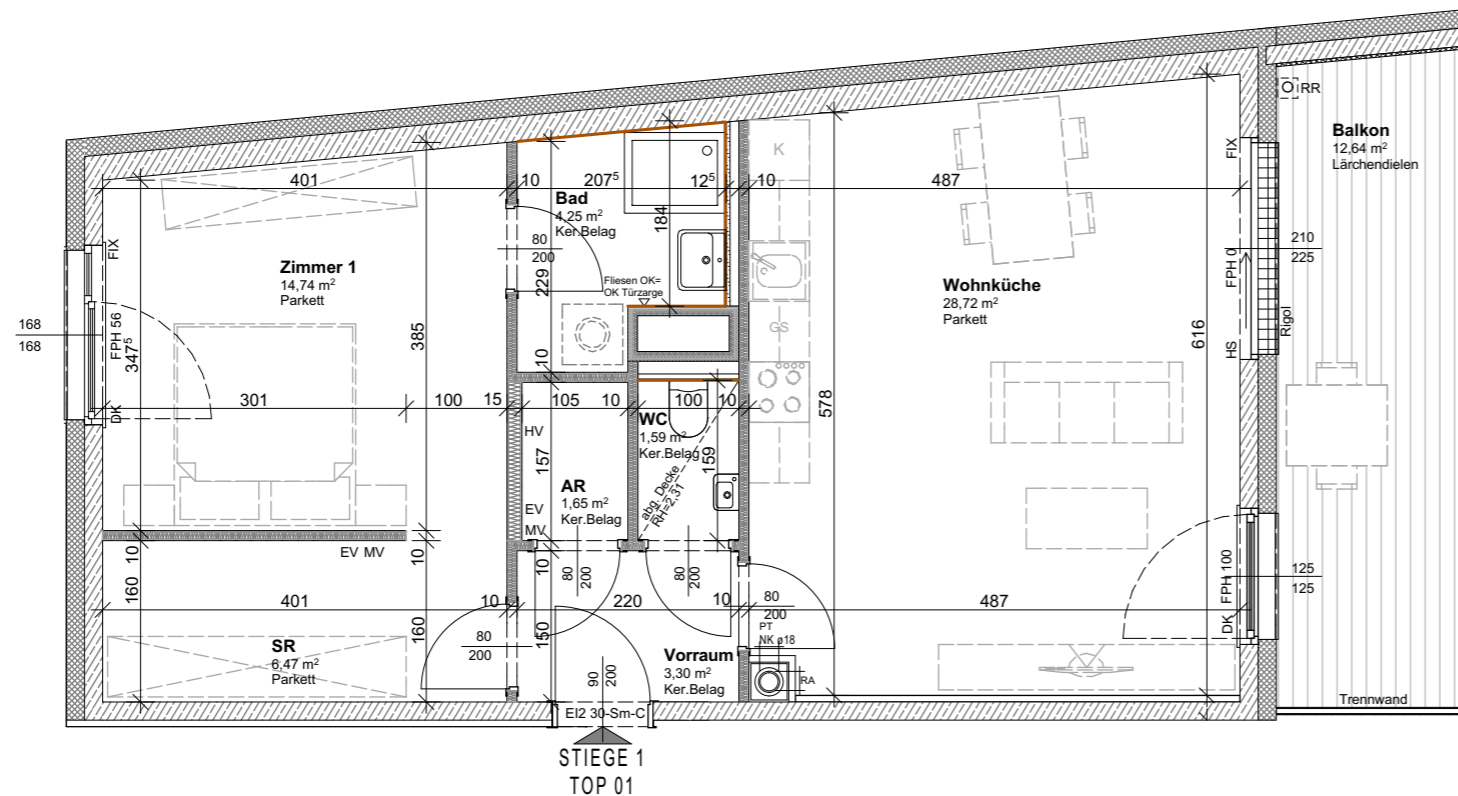 RR
Balkon
12,64 m²
Lärchendielen
K
FIX
401
10
207⁵
12⁵
10
487
Bad
4,25 m²
Ker.Belag
184
80
200
210
225
FIX
Zimmer 1
14,74 m²
Parkett
229
Fliesen OK=
OK Türzarge
Wohnküche
28,72 m²
Parkett
FPH 0
HS
Rigol
GS
168
168
FPH 56
347⁵
DK
385
616
10
578
301
100
15
105
10
100
10
WC
1,59 m²
Ker.Belag
HV
157
159
AR
1,65 m²
Ker.Belag
EV
MV
abg. Decke
RH=2,31
EV MV
10
10
10
80
200
80
200
125
125
FPH 100
DK
160
401
10
220
10
80
200
487
PT
NK ø18
160
150
80
200
SR
6,47 m²
Parkett
90
200
Vorraum
3,30 m²
Ker.Belag
RA
EI2 30-Sm-C
Trennwand
STIEGE 1
TOP 01